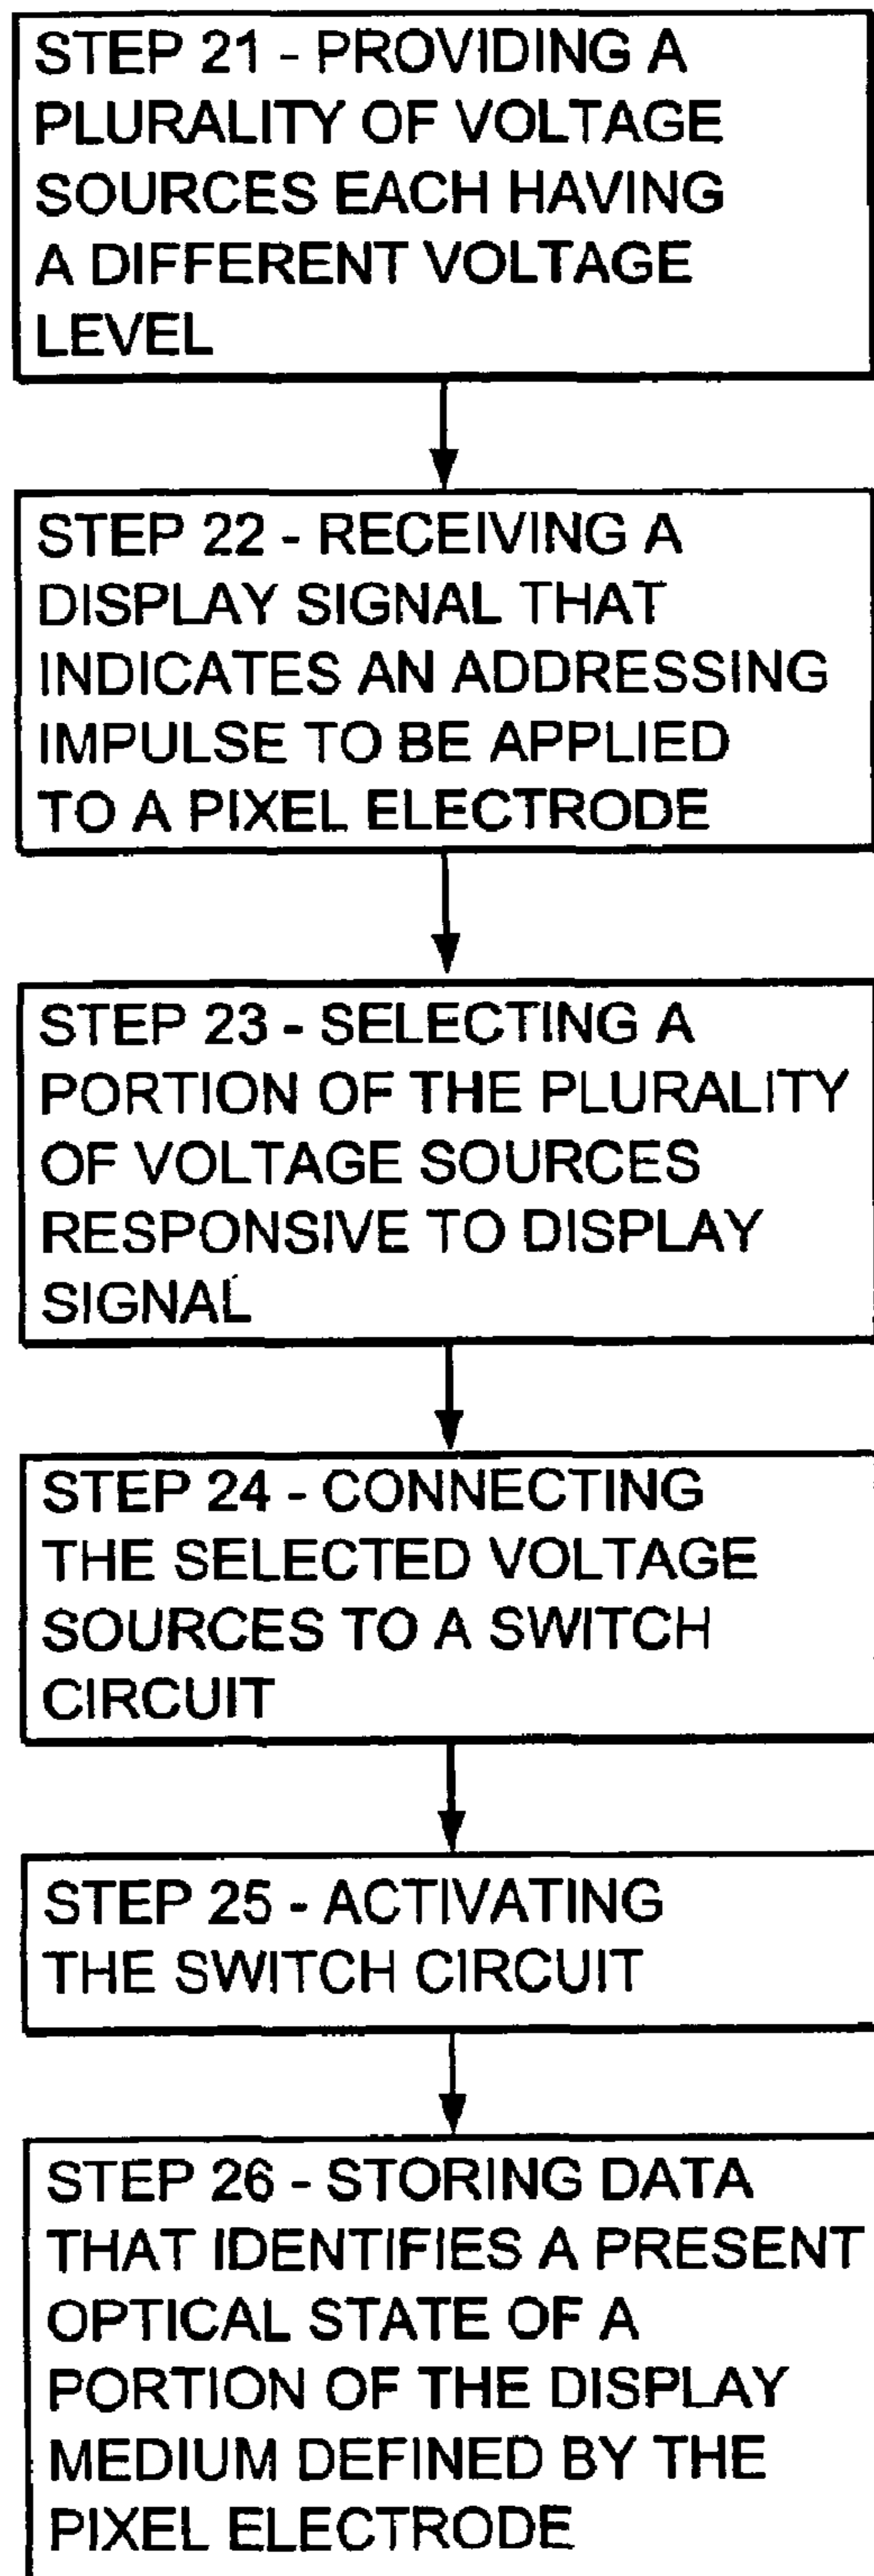 STEP 21 - PROVIDING A
PLURALITY OF VOLTAGE
SOURCES EACH HAVING
A DIFFERENT VOLTAGE
LEVEL
STEP 22 - RECEIVING A
DISPLAY SIGNAL THAT
INDICATES AN ADDRESSING
IMPULSE TO BE APPLIED
TO A PIXEL ELECTRODE
STEP 23 - SELECTING A
PORTION OF THE PLURALITY
OF VOLTAGE SOURCES
RESPONSIVE TO DISPLAY
SIGNAL
STEP 24 - CONNECTING
THE SELECTED VOLTAGE
SOURCES TO A SWITCH
CIRCUIT
STEP 25 - ACTIVATING
THE SWITCH CIRCUIT
STEP 26 - STORING DATA
THAT IDENTIFIES A PRESENT
OPTICAL STATE OF A
PORTION OF THE DISPLAY
MEDIUM DEFINED BY THE
PIXEL ELECTRODE